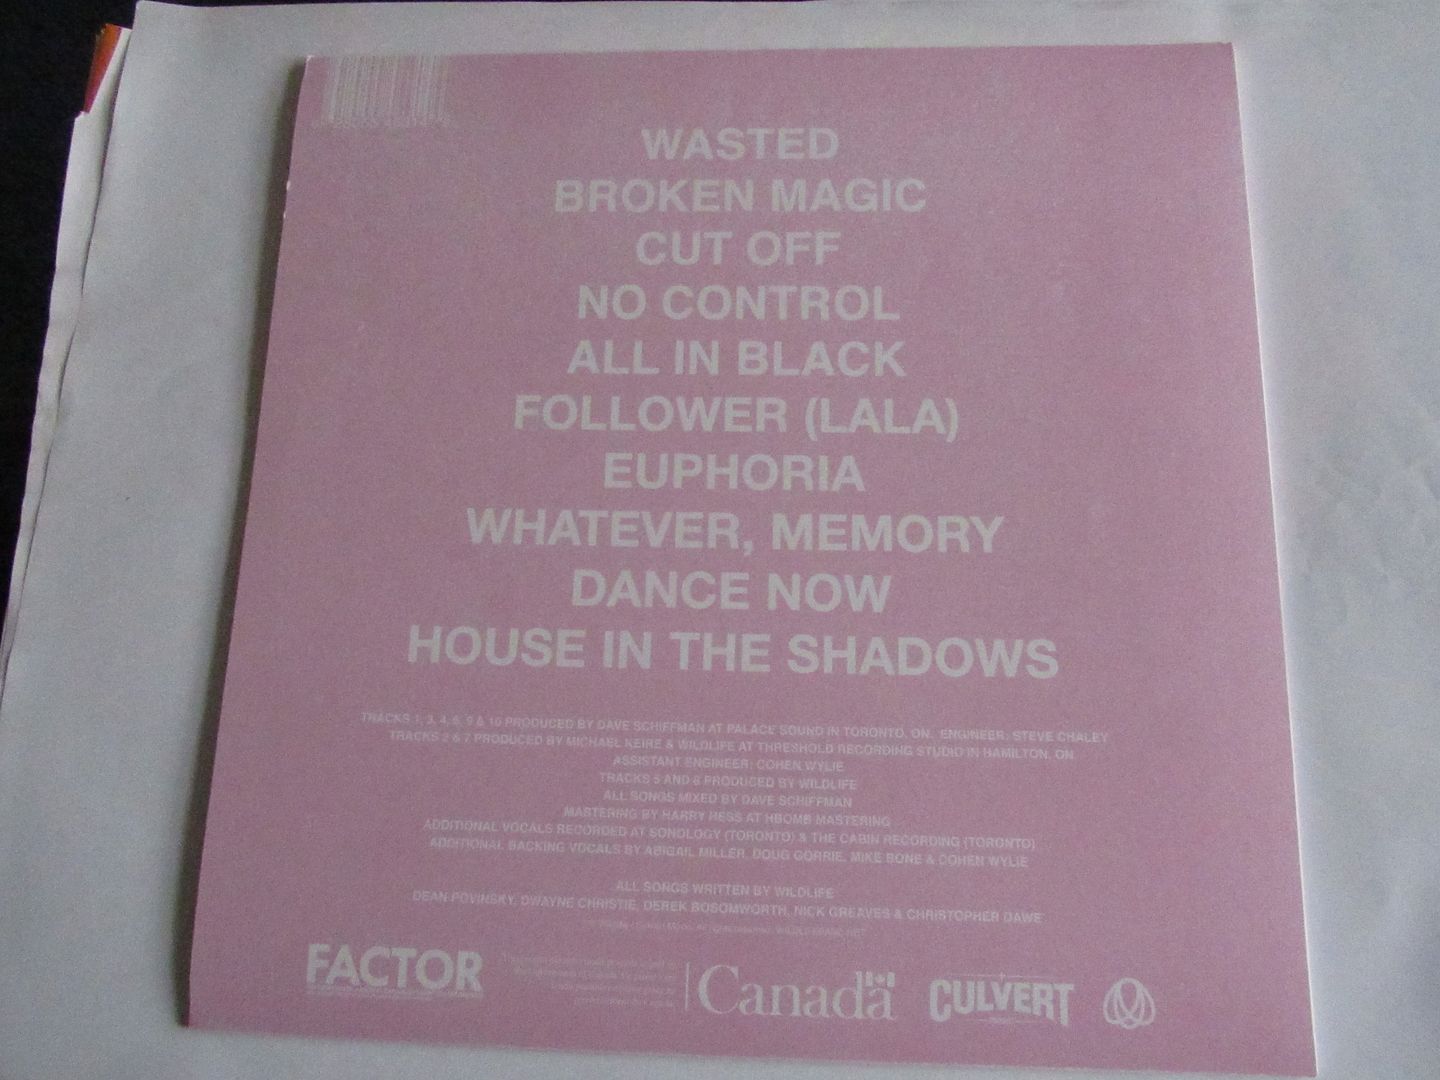 WASTED
BROKEN MAGIC
CUT OFF
NO CONTROL
ALL IN BLACK
FOLLOWER (LALA)
EUPHORIA
WHATEVER, MEMORY
DANCE NOW
HOUSE IN THE SHADOWS
TRACKS 1, 3, 4, 8, 9 & 10 PRODUCED BY DAVE SCHIFFMAN AT PALACE SOUND IN TORONTO, ON. ENGINEER: STEVE CHALEY
TRACKS 2 & 7 PRODUCED BY MICHAEL KEIRE & WILDLIFE AT THRESHOLD RECORDING STUDIO IN HAMILTON, ON.
ASSISTANT ENGINEER: COHEN WYLIE
TRACKS 5 AND 6 PRODUCED BY WILDLIFE
ALL SONGS MIXED BY DAVE SCHIFFMAN
MASTERING BY HARRY HESS AT HBOMB MASTERING
ADDITIONAL VOCALS RECORDED AT SONOLOGY (TORONTO) & THE CABIN RECORDING (TORONTO)
ADDITIONAL BACKING VOCALS BY ABIGAIL MILLER, DOUG GORRIE, MIKE BONE & COHEN WYLIE
ALL SONGS WRITTEN BY WILDLIFE
DEAN POVINSKY, DWAYNE CHRISTIE, DEREK BOSOMWORTH, NICK GREAVES & CHRISTOPHER DAWE
FACTOR
Canada
CULVERT